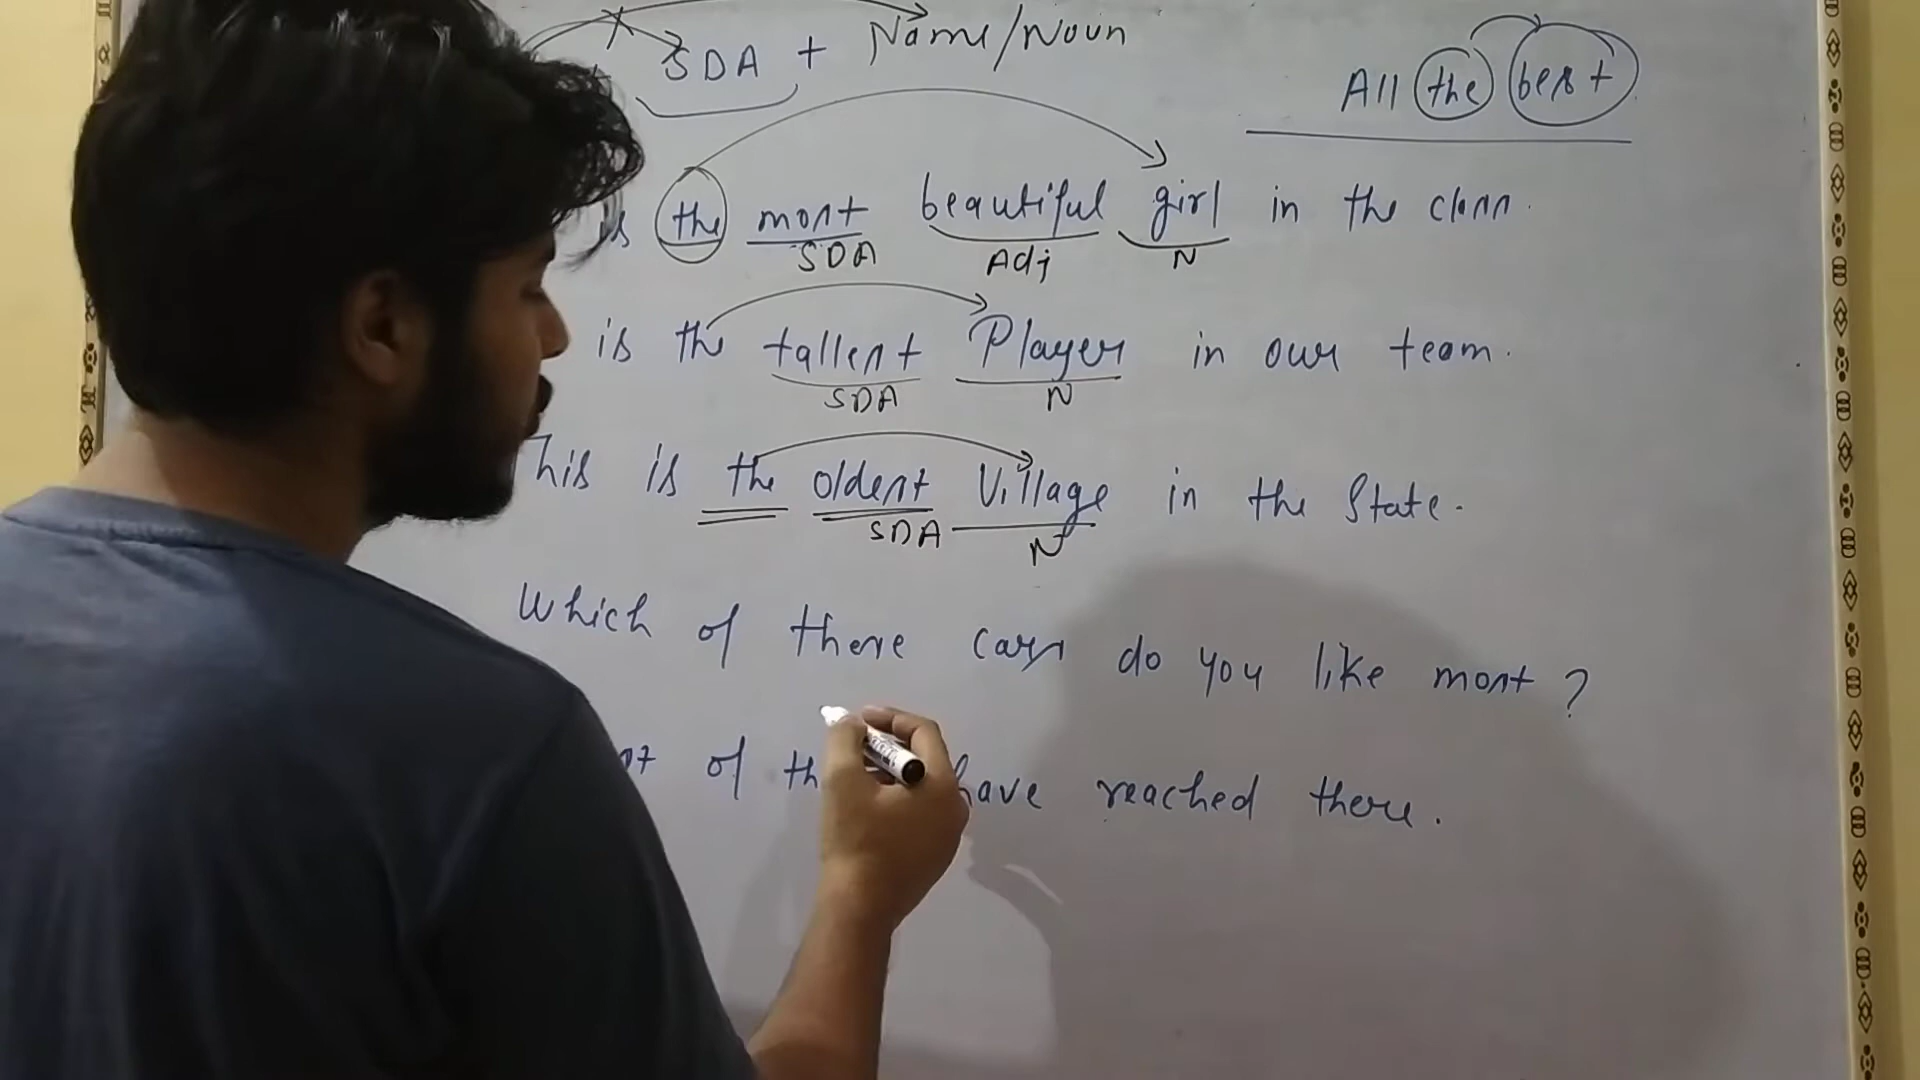 SDA + Name/Noun
All the best
is the most beautiful girl in the class.
SDA Adj N
is the tallest Player in our team.
SDA N
This is the oldest Village in the State.
SDA N
Which of these cars do you like most?
of have reached there.